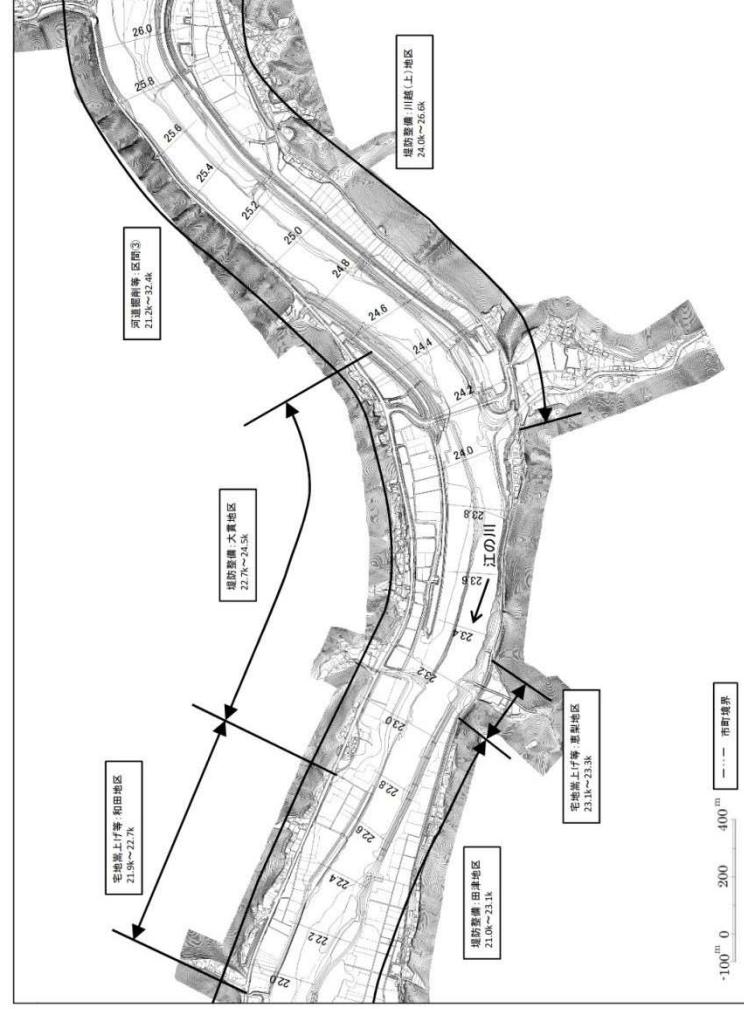 堤防整備：川越(上)地区
24.0k～26.6k
河道掘削等：区間③
21.2k～32.4k
堤防整備：大貫地区
22.7k～24.5k
宅地嵩上げ等：和田地区
21.9k～22.7k
堤防整備：田津地区
21.0k～23.1k
宅地嵩上げ等：恵梨地区
23.1k～23.3k
江の川
22.0
22.2
22.4
22.6
22.8
23.0
23.2
23.4
23.6
23.8
24.0
24.2
24.4
24.6
24.8
25.0
25.2
25.4
25.6
25.8
26.0
市町境界
-100m 0 200 400m